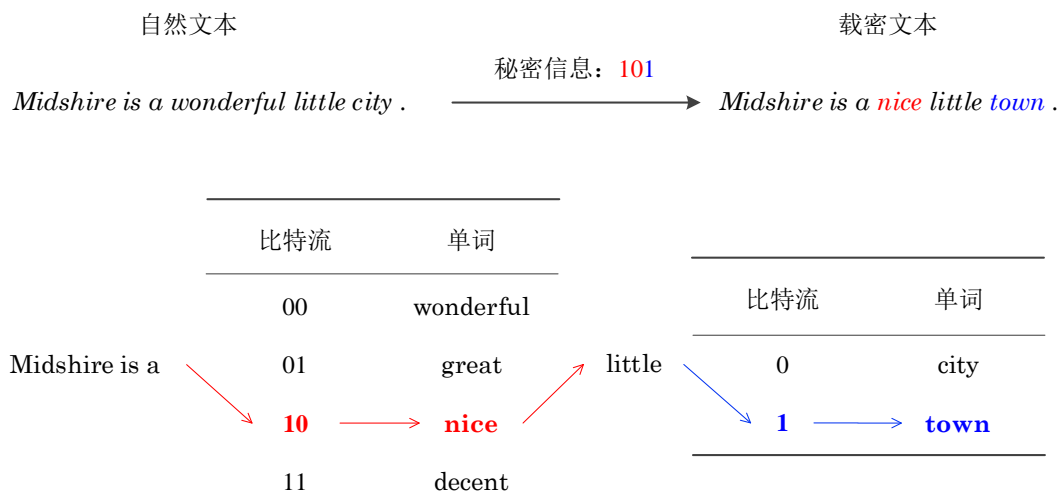 自然文本 载密文本
秘密信息：101
Midshire is a wonderful little city . Midshire is a nice little town .
比特流 单词
00 wonderful
01 great
10 nice
11 decent
Midshire is a
little
比特流 单词
0 city
1 town